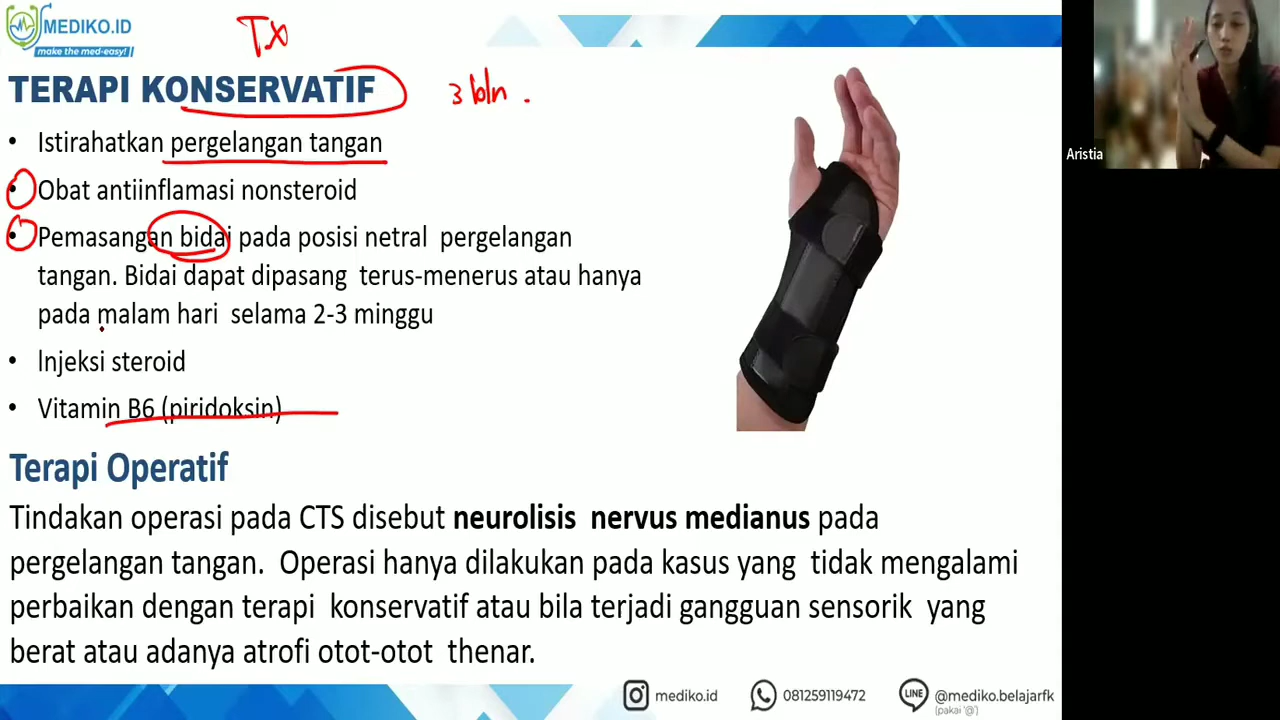 MEDIKO.ID
make the med-easy!
Tx
TERAPI KONSERVATIF
3 bln .
• Istirahatkan pergelangan tangan
• Obat antiinflamasi nonsteroid
• Pemasangan bidai pada posisi netral pergelangan
tangan. Bidai dapat dipasang terus-menerus atau hanya
pada malam hari selama 2-3 minggu
• lnjeksi steroid
• Vitamin B6 (piridoksin)
Terapi Operatif
Tindakan operasi pada CTS disebut neurolisis nervus medianus pada
pergelangan tangan. Operasi hanya dilakukan pada kasus yang tidak mengalami
perbaikan dengan terapi konservatif atau bila terjadi gangguan sensorik yang
berat atau adanya atrofi otot-otot thenar.
mediko.id
081259119472
LINE
@mediko.belajarfk
(pakai '@')
Aristia